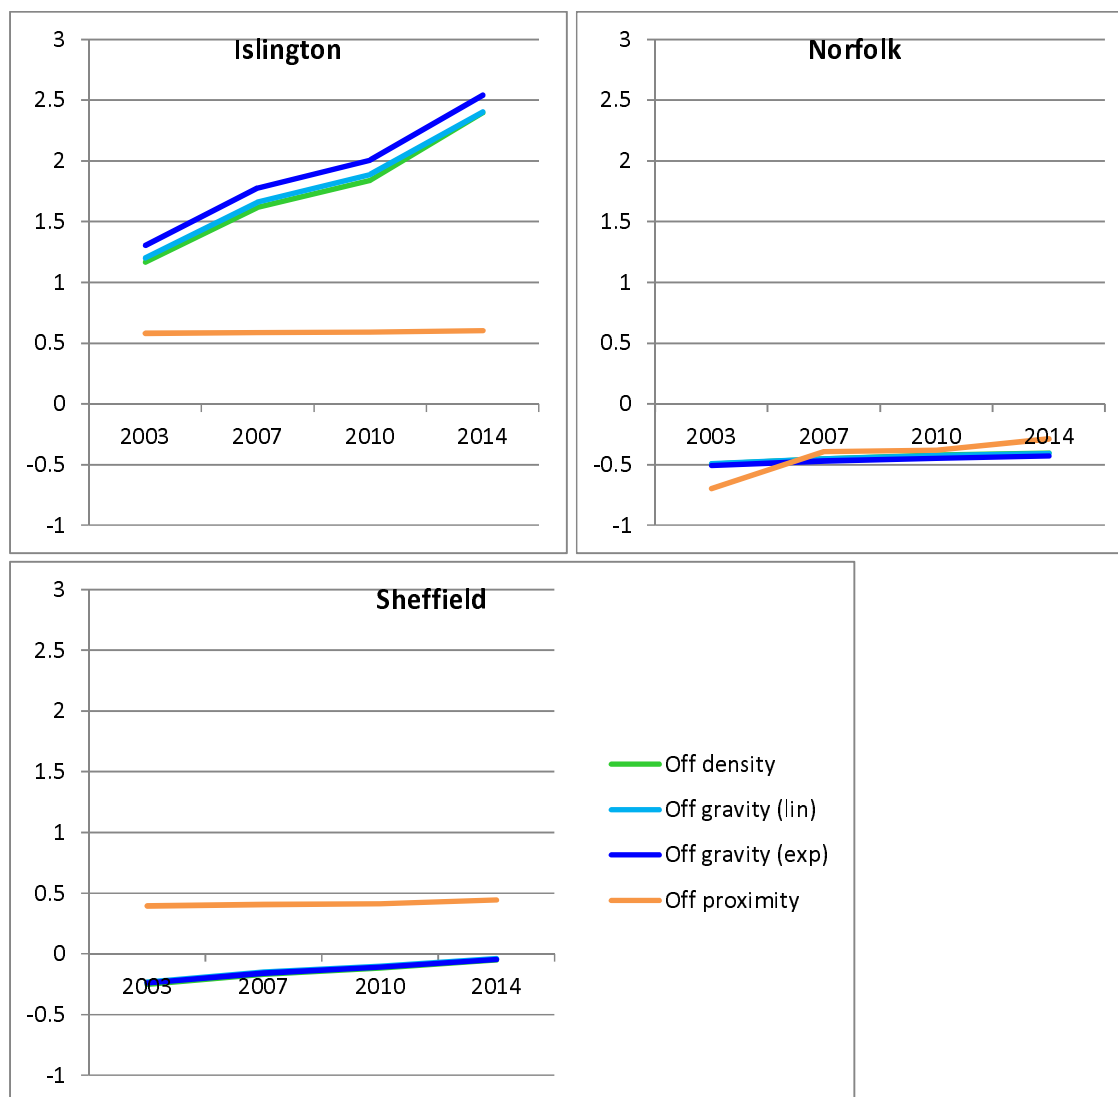 Islington
3
2.5
2
1.5
1
0.5
0
-0.5
-1
2003 2007 2010 2014
Norfolk
3
2.5
2
1.5
1
0.5
0
-0.5
-1
2003 2007 2010 2014
Sheffield
3
2.5
2
1.5
1
0.5
0
-0.5
-1
2003 2007 2010 2014
Off density
Off gravity (lin)
Off gravity (exp)
Off proximity